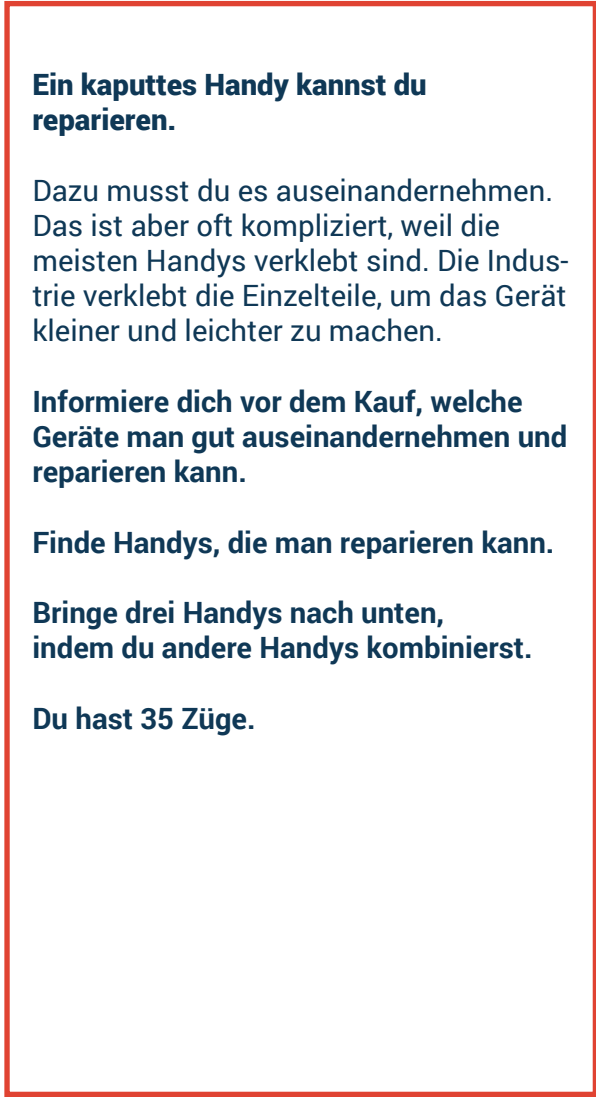 Ein kaputtes Handy kannst du
reparieren.
Dazu musst du es auseinandernehmen.
Das ist aber oft kompliziert, weil die
meisten Handys verklebt sind. Die Indus-
trie verklebt die Einzelteile, um das Gerät
kleiner und leichter zu machen.
Informiere dich vor dem Kauf, welche
Geräte man gut auseinandernehmen und
reparieren kann.
Finde Handys, die man reparieren kann.
Bringe drei Handys nach unten,
indem du andere Handys kombinierst.
Du hast 35 Züge.